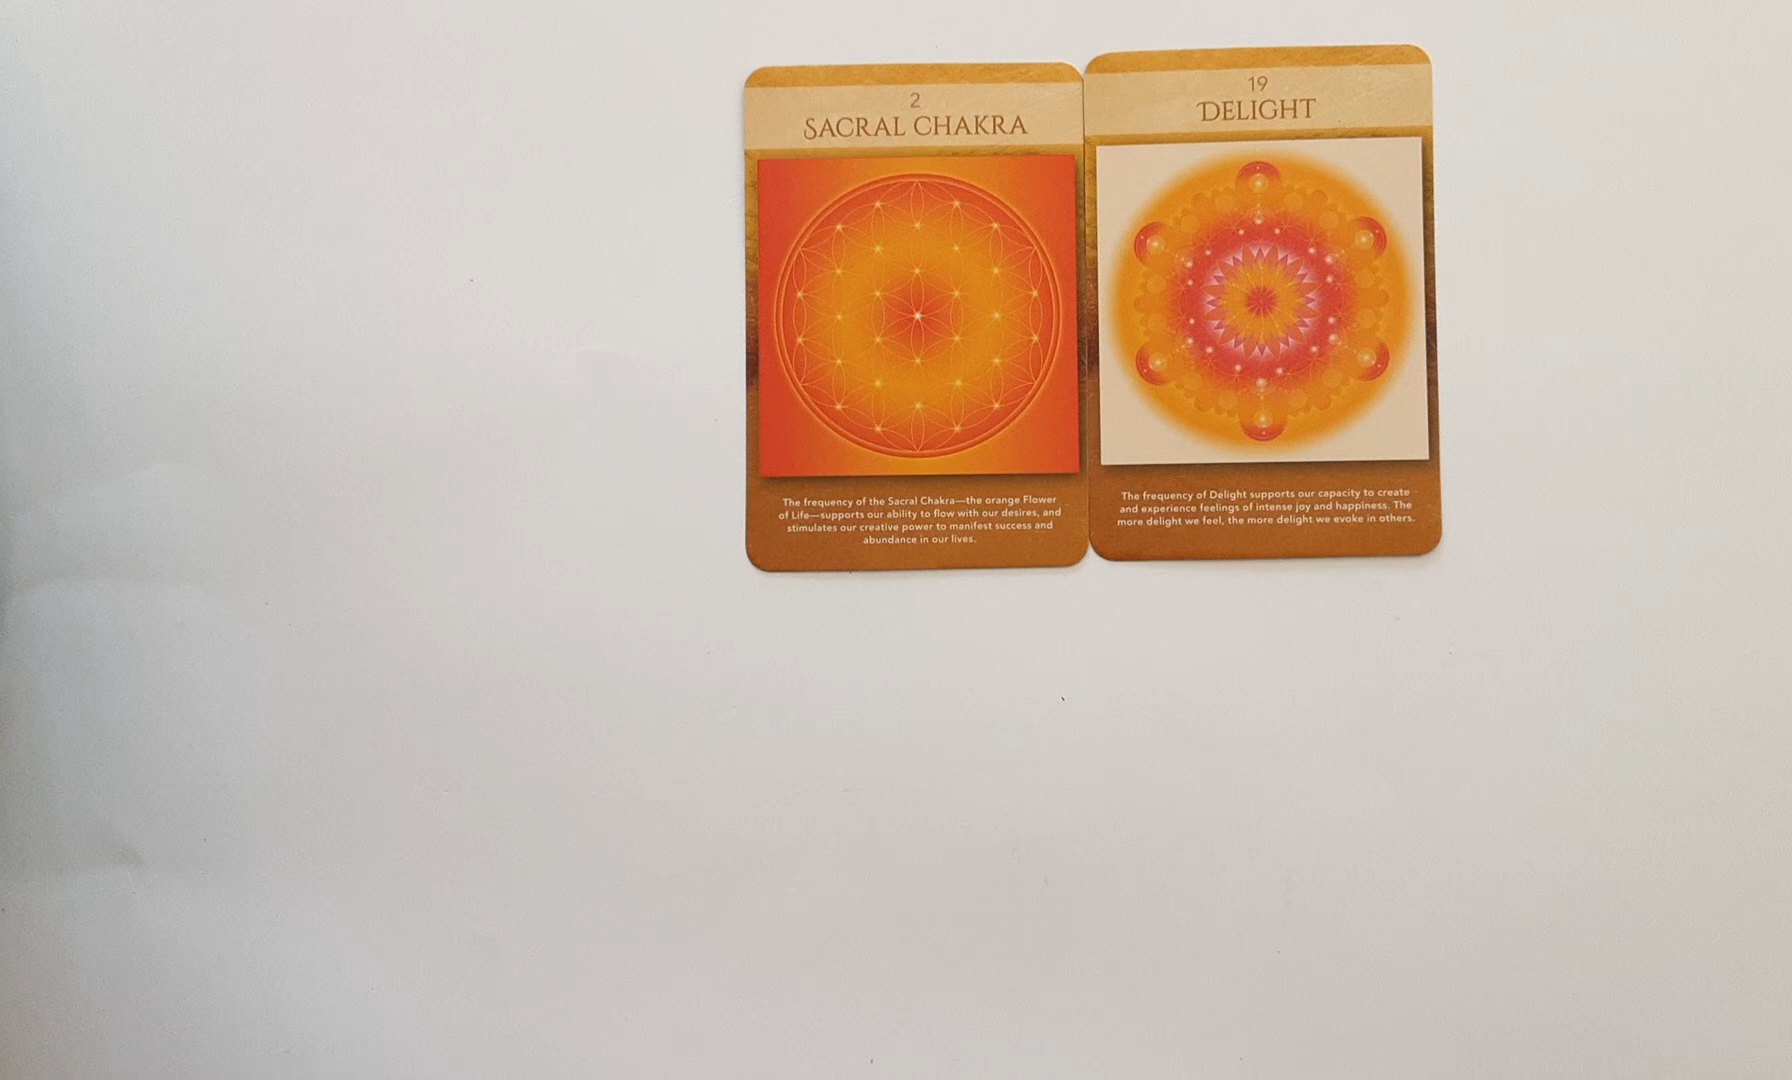 2
SACRAL CHAKRA
The frequency of the Sacral Chakra—the orange Flower
of Life—supports our ability to flow with our desires, and
stimulates our creative power to manifest success and
abundance in our lives.
19
DELIGHT
The frequency of Delight supports our capacity to create
and experience feelings of intense joy and happiness. The
more delight we feel, the more delight we evoke in others.